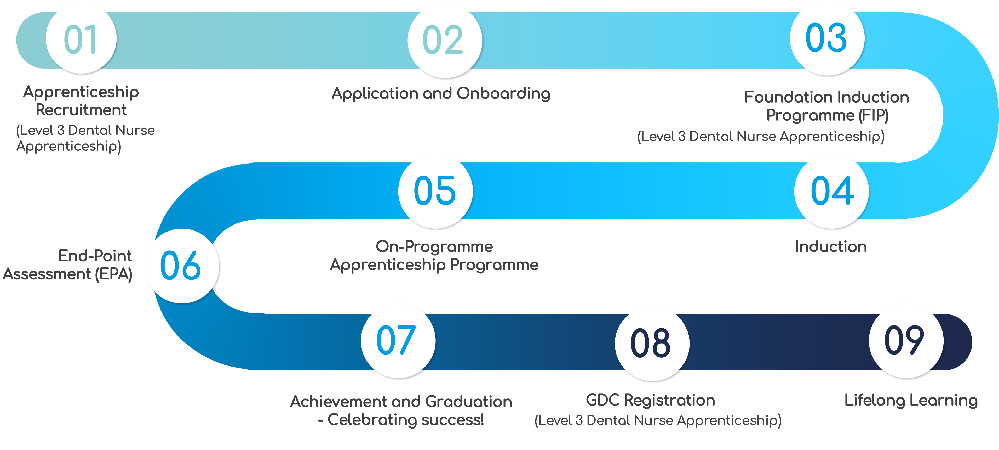 01
Apprenticeship
Recruitment
(Level 3 Dental Nurse
Apprenticeship)
02
Application and Onboarding
03
Foundation Induction
Programme (FIP)
(Level 3 Dental Nurse Apprenticeship)
04
Induction
05
On-Programme
Apprenticeship Programme
06
End-Point
Assessment (EPA)
07
Achievement and Graduation
- Celebrating success!
08
GDC Registration
(Level 3 Dental Nurse Apprenticeship)
09
Lifelong Learning